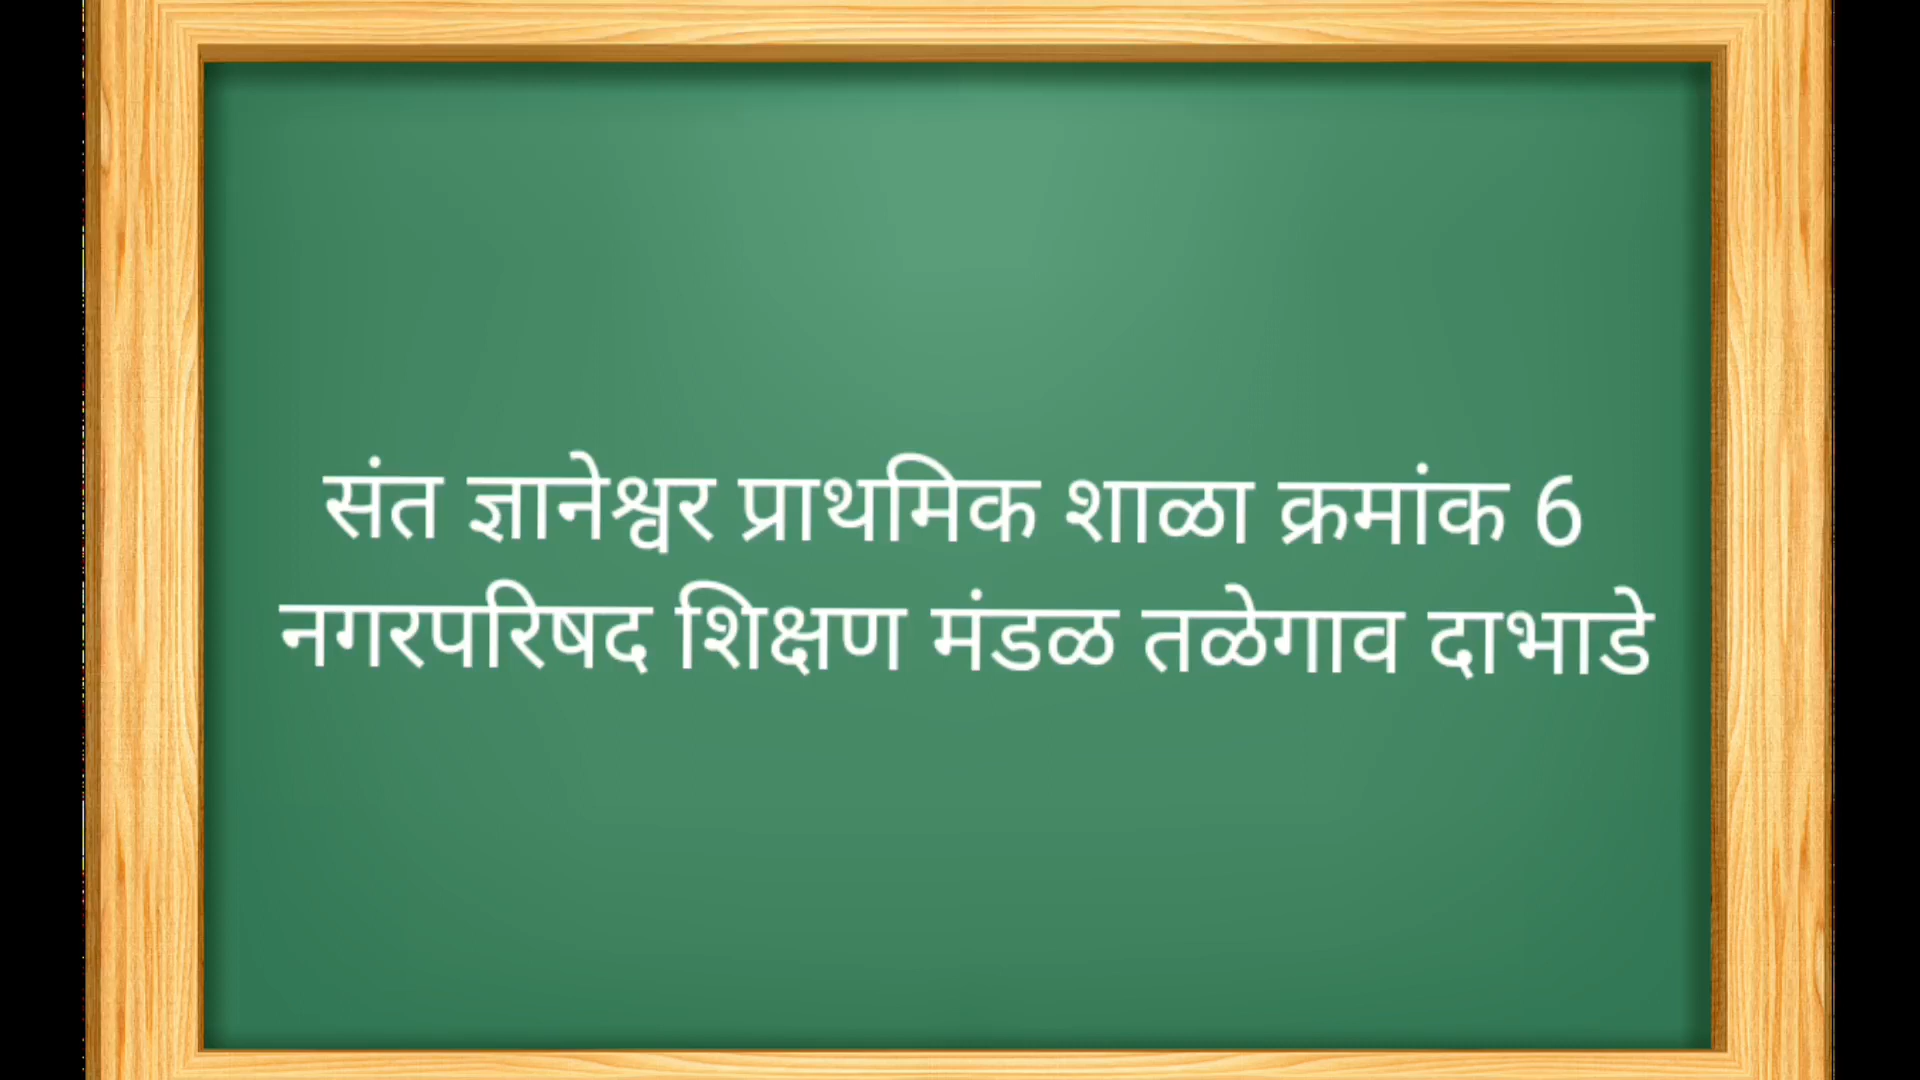 संत ज्ञानेश्वर प्राथमिक शाळा क्रमांक 6
नगरपरिषद शिक्षण मंडळ तळेगाव दाभाडे